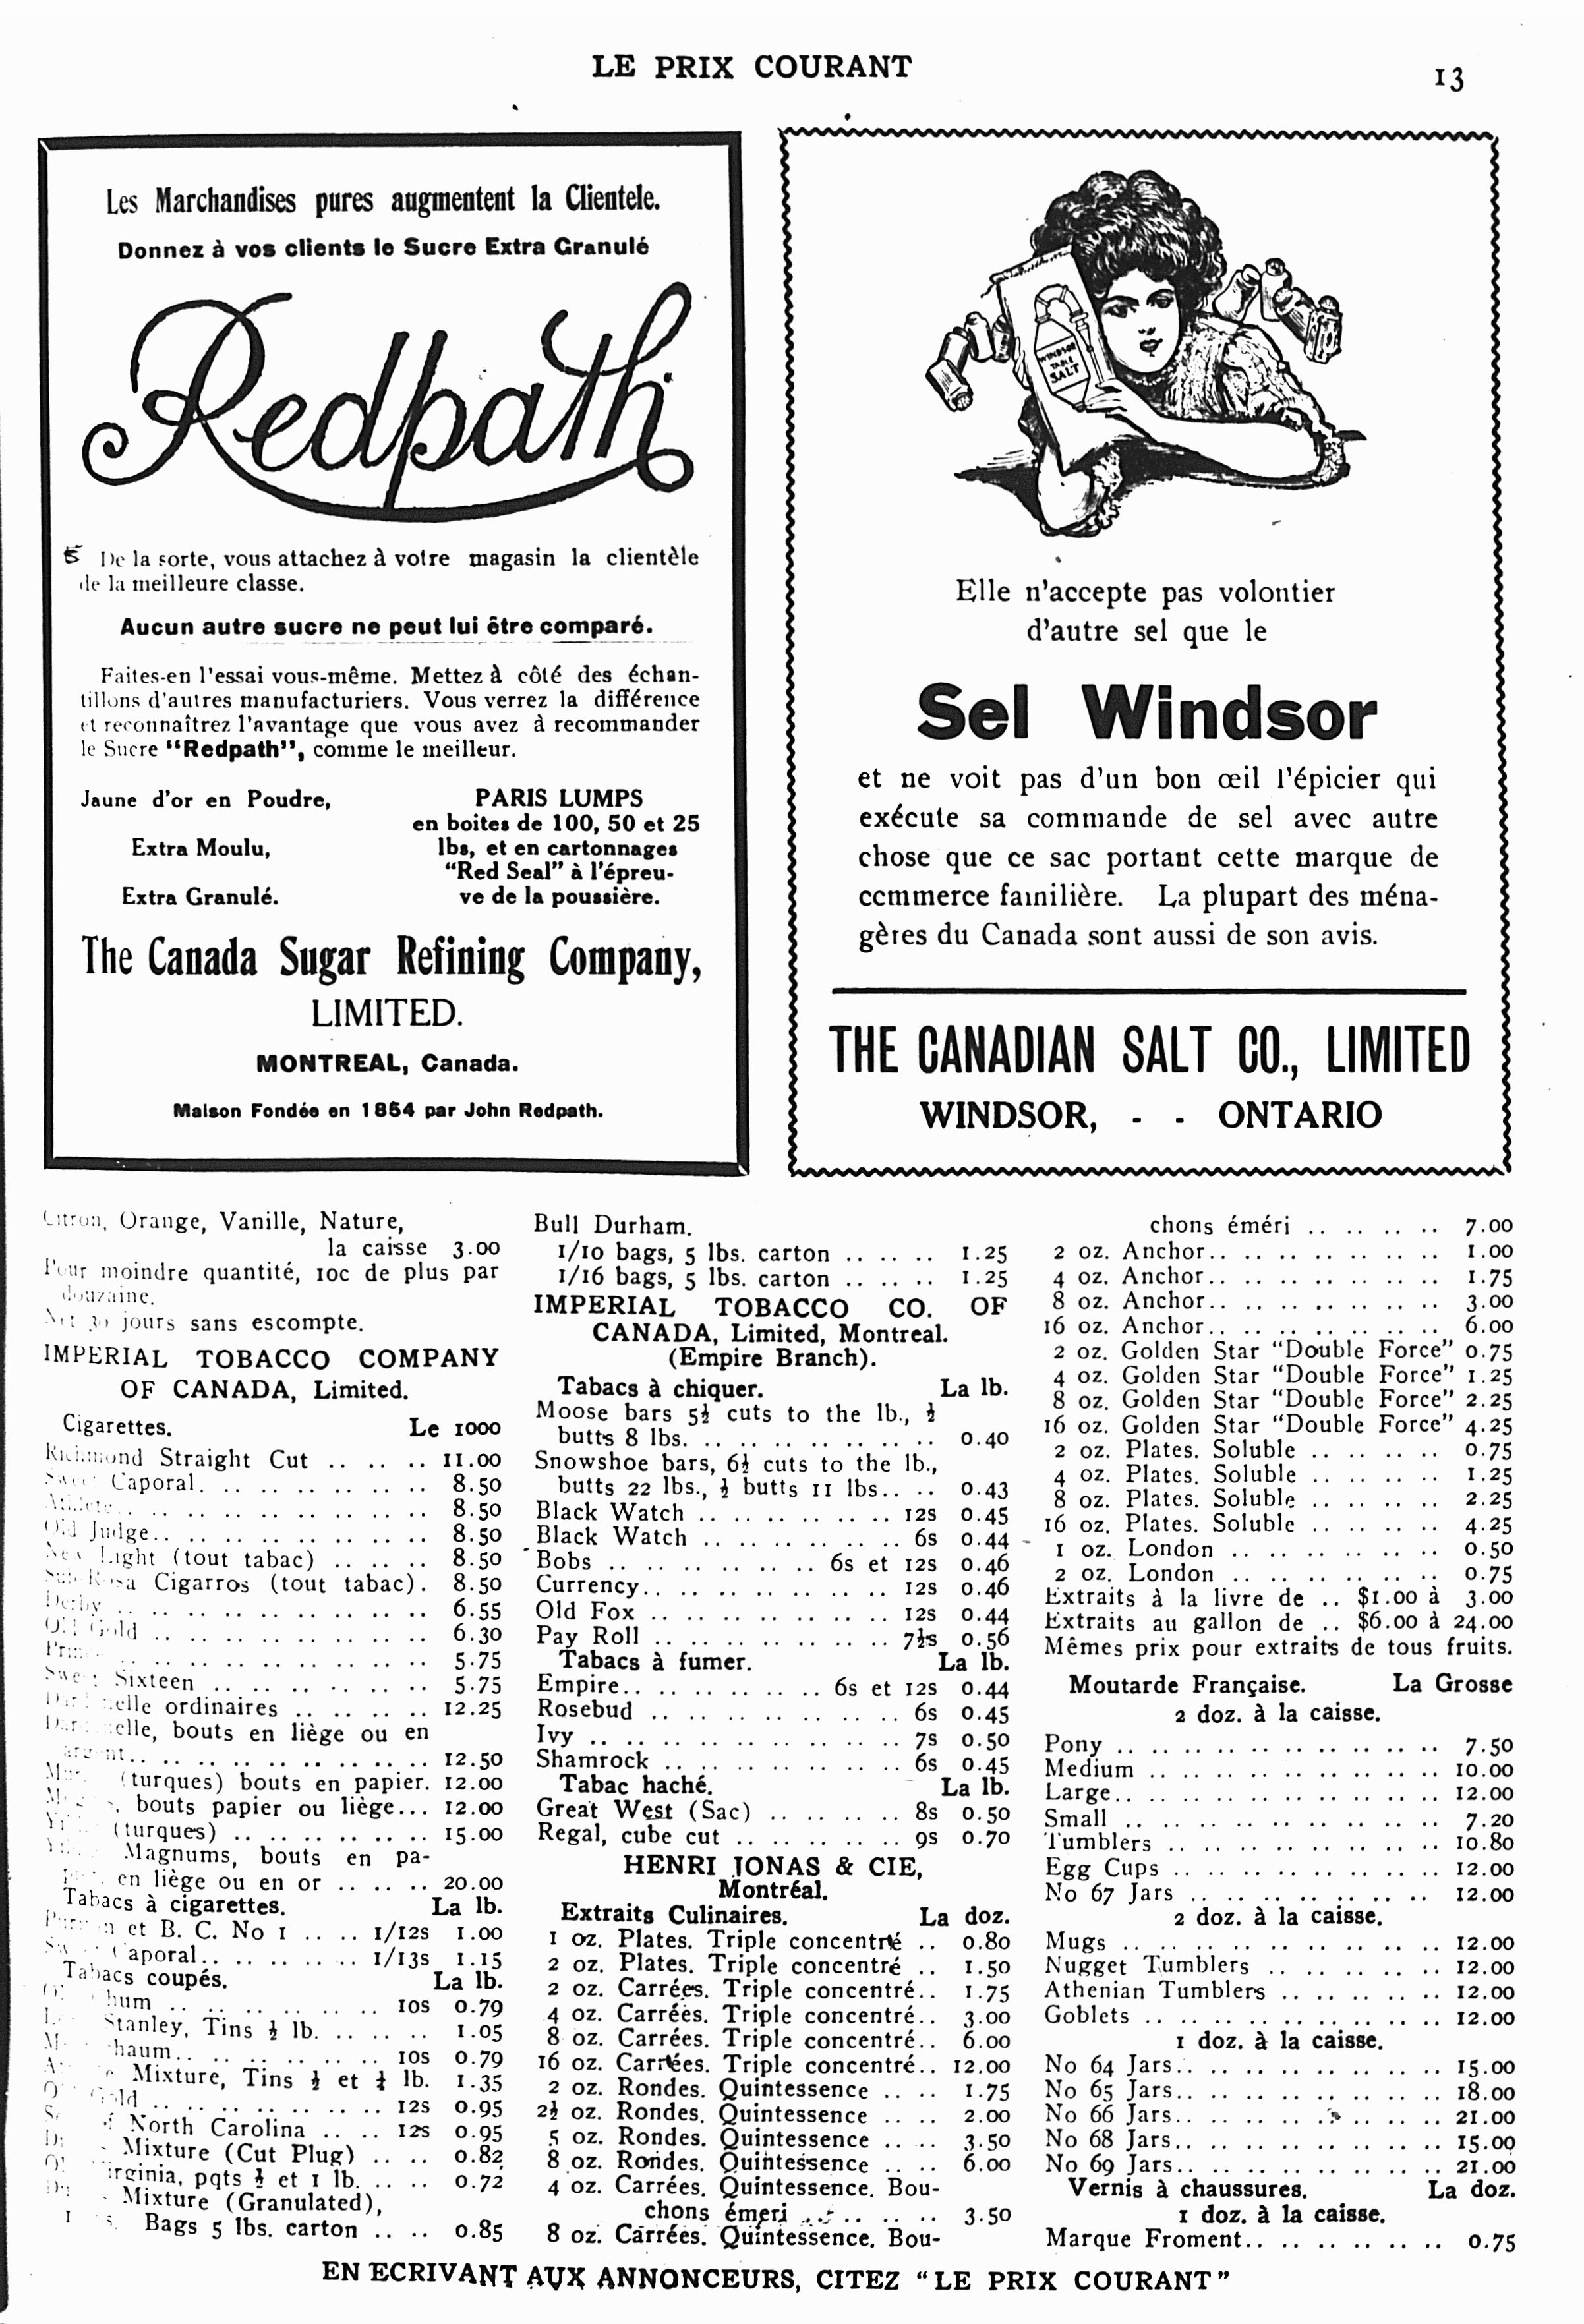 LE PRIX COURANT
13
Les Marchandises pures augmentent la Clientele.
Donnez à vos clients le Sucre Extra Granulé
Redpath
De la sorte, vous attachez à votre magasin la clientèle
de la meilleure classe.
Aucun autre sucre ne peut lui être comparé.
Faites-en l'essai vous-même. Mettez à côté des échan-
tillons d'autres manufacturiers. Vous verrez la différence
et reconnaîtrez l'avantage que vous avez à recommander
le Sucre "Redpath", comme le meilleur.
Jaune d'or en Poudre,
Extra Moulu,
Extra Granulé.
PARIS LUMPS
en boites de 100, 50 et 25
lbs, et en cartonnages
"Red Seal" à l'épreu-
ve de la poussière.
The Canada Sugar Refining Company,
LIMITED.
MONTREAL, Canada.
Maison Fondée en 1854 par John Redpath.
WINDSOR
TABLE
SALT
Elle n'accepte pas volontier
d'autre sel que le
Sel Windsor
et ne voit pas d'un bon œil l'épicier qui
exécute sa commande de sel avec autre
chose que ce sac portant cette marque de
commerce familière. La plupart des ména-
gères du Canada sont aussi de son avis.
THE CANADIAN SALT CO., LIMITED
WINDSOR, - - ONTARIO
Citron, Orange, Vanille, Nature,
la caisse 3.00
Pour moindre quantité, 10c de plus par
douzaine.
Net 30 jours sans escompte.
IMPERIAL TOBACCO COMPANY
OF CANADA, Limited.
Cigarettes. Le 1000
Richmond Straight Cut .. .. .. 11.00
Sweet Caporal. .. .. .. .. .. .. 8.50
Athlete.. .. .. .. .. .. .. .. 8.50
Old Judge.. .. .. .. .. .. .. .. 8.50
New Light (tout tabac) .. .. .. 8.50
Sub Rosa Cigarros (tout tabac). 8.50
Derby .. .. .. .. .. .. .. .. 6.55
Old Gold .. .. .. .. .. .. .. 6.30
.. .. .. .. .. .. .. .. 5.75
Sweet Sixteen .. .. .. .. .. .. 5.75
ordinaires .. .. .. .. 12.25
bouts en liège ou en
argent.. .. .. .. .. .. .. .. 12.50
(turques) bouts en papier. 12.00
bouts papier ou liège... 12.00
(turques) .. .. .. .. .. .. 15.00
Magnums, bouts en pa-
en liège ou en or .. .. .. 20.00
Tabacs à cigarettes. La lb.
et B. C. No 1 .. .. 1/12s 1.00
Caporal.. .. .. .. .. 1/13s 1.15
Tabacs coupés. La lb.
.. .. .. .. .. .. .. 10s 0.79
Stanley, Tins ½ lb. .. .. .. 1.05
.. .. .. .. .. .. 10s 0.79
Mixture, Tins ½ et ¼ lb. 1.35
Gold .. .. .. .. .. .. .. 12s 0.95
North Carolina .. .. 12s 0.95
Mixture (Cut Plug) .. .. 0.82
pqts ½ et 1 lb. .. .. 0.72
Mixture (Granulated),
Bags 5 lbs. carton .. .. 0.85
Bull Durham.
1/10 bags, 5 lbs. carton .. .. .. 1.25
1/16 bags, 5 lbs. carton .. .. .. 1.25
IMPERIAL TOBACCO CO. OF
CANADA, Limited, Montreal.
(Empire Branch).
Tabacs à chiquer. La lb.
Moose bars 5½ cuts to the lb., ½
butts 8 lbs. .. .. .. .. .. .. .. 0.40
Snowshoe bars, 6½ cuts to the lb.,
butts 22 lbs., ½ butts 11 lbs.. .. 0.43
Black Watch .. .. .. .. .. .. 12s 0.45
Black Watch .. .. .. .. .. .. 6s 0.44
Bobs .. .. .. .. .. .. 6s et 12s 0.46
Currency.. .. .. .. .. .. .. 12s 0.46
Old Fox .. .. .. .. .. .. .. 12s 0.44
Pay Roll .. .. .. .. .. .. .. 7½s 0.56
Tabacs à fumer. La lb.
Empire.. .. .. .. .. .. 6s et 12s 0.44
Rosebud .. .. .. .. .. .. .. 6s 0.45
Ivy .. .. .. .. .. .. .. .. .. 7s 0.50
Shamrock .. .. .. .. .. .. .. 6s 0.45
Tabac haché. La lb.
Great West (Sac) .. .. .. .. 8s 0.50
Regal, cube cut .. .. .. .. .. 9s 0.70
HENRI JONAS & CIE,
Montréal.
Extraits Culinaires. La doz.
1 oz. Plates. Triple concentré .. 0.80
2 oz. Plates. Triple concentré .. 1.50
2 oz. Carrées. Triple concentré.. 1.75
4 oz. Carrées. Triple concentré.. 3.00
8 oz. Carrées. Triple concentré.. 6.00
16 oz. Carrées. Triple concentré.. 12.00
2 oz. Rondes. Quintessence .. .. 1.75
2½ oz. Rondes. Quintessence .. .. 2.00
5 oz. Rondes. Quintessence .. .. 3.50
8 oz. Rondes. Quintessence .. .. 6.00
4 oz. Carrées. Quintessence. Bou-
chons émeri .. .. .. .. .. 3.50
8 oz. Carrées. Quintessence. Bou-
chons éméri .. .. .. .. 7.00
2 oz. Anchor.. .. .. .. .. .. .. 1.00
4 oz. Anchor.. .. .. .. .. .. .. 1.75
8 oz. Anchor.. .. .. .. .. .. .. 3.00
16 oz. Anchor.. .. .. .. .. .. .. 6.00
2 oz. Golden Star "Double Force" 0.75
4 oz. Golden Star "Double Force" 1.25
8 oz. Golden Star "Double Force" 2.25
16 oz. Golden Star "Double Force" 4.25
2 oz. Plates. Soluble .. .. .. .. 0.75
4 oz. Plates. Soluble .. .. .. .. 1.25
8 oz. Plates. Soluble .. .. .. .. 2.25
16 oz. Plates. Soluble .. .. .. .. 4.25
1 oz. London .. .. .. .. .. .. 0.50
2 oz. London .. .. .. .. .. .. 0.75
Extraits à la livre de .. $1.00 à 3.00
Extraits au gallon de .. $6.00 à 24.00
Mêmes prix pour extraits de tous fruits.
Moutarde Française. La Grosse
2 doz. à la caisse.
Pony .. .. .. .. .. .. .. .. .. 7.50
Medium .. .. .. .. .. .. .. .. 10.00
Large.. .. .. .. .. .. .. .. .. 12.00
Small .. .. .. .. .. .. .. .. .. 7.20
Tumblers .. .. .. .. .. .. .. .. 10.80
Egg Cups .. .. .. .. .. .. .. .. 12.00
No 67 Jars .. .. .. .. .. .. .. 12.00
2 doz. à la caisse.
Mugs .. .. .. .. .. .. .. .. .. 12.00
Nugget Tumblers .. .. .. .. .. 12.00
Athenian Tumblers .. .. .. .. .. 12.00
Goblets .. .. .. .. .. .. .. .. 12.00
1 doz. à la caisse.
No 64 Jars.. .. .. .. .. .. .. .. 15.00
No 65 Jars.. .. .. .. .. .. .. .. 18.00
No 66 Jars.. .. .. .. .. .. .. .. 21.00
No 68 Jars.. .. .. .. .. .. .. .. 15.00
No 69 Jars.. .. .. .. .. .. .. .. 21.00
Vernis à chaussures. La doz.
1 doz. à la caisse.
Marque Froment.. .. .. .. .. .. 0.75
EN ECRIVANT AUX ANNONCEURS, CITEZ "LE PRIX COURANT"